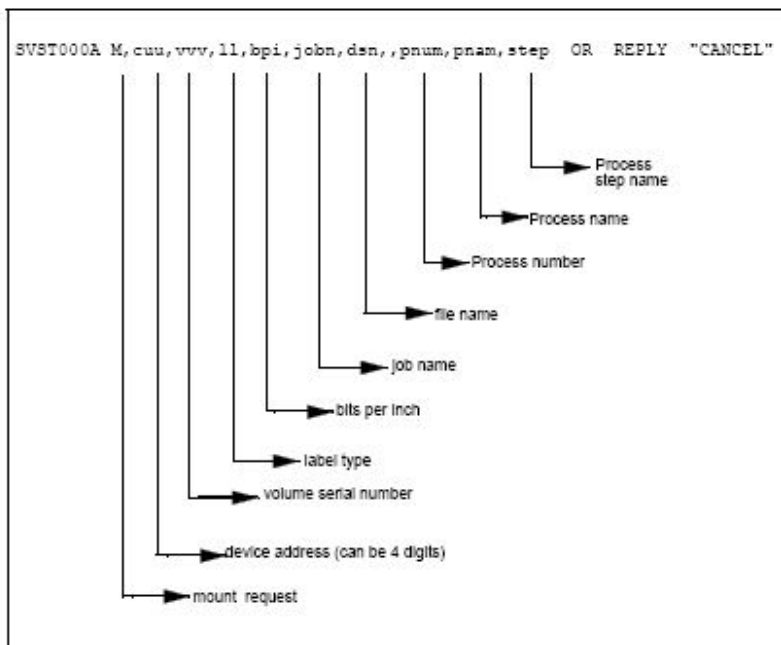 SVST000A M,cuu,vvv,ll,bpi,jobn,dsn,,pnum,pnam,step OR REPLY "CANCEL"
Process
step name
Process name
Process number
file name
job name
bits per inch
label type
volume serial number
device address (can be 4 digits)
mount request